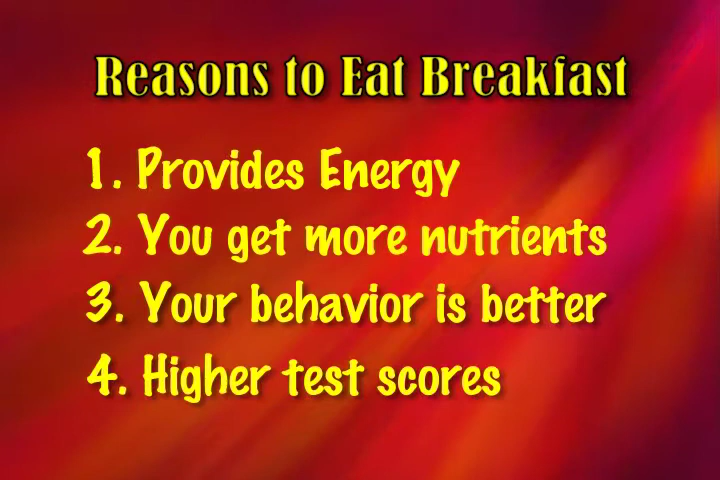 Reasons to Eat Breakfast
1. Provides Energy
2. You get more nutrients
3. Your behavior is better
4. Higher test scores